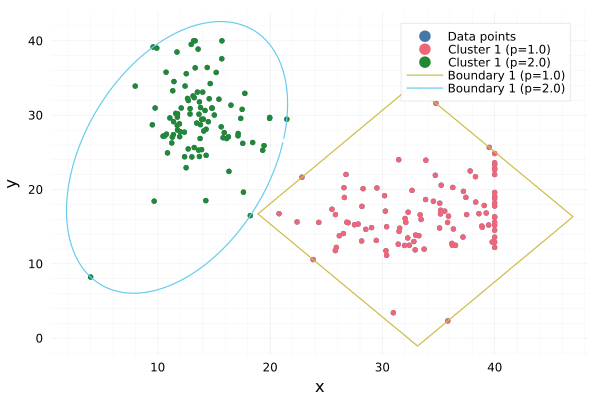 Data points
Cluster 1 (p=1.0)
Cluster 1 (p=2.0)
Boundary 1 (p=1.0)
Boundary 1 (p=2.0)
40
30
20
10
0
y
10 20 30 40
x